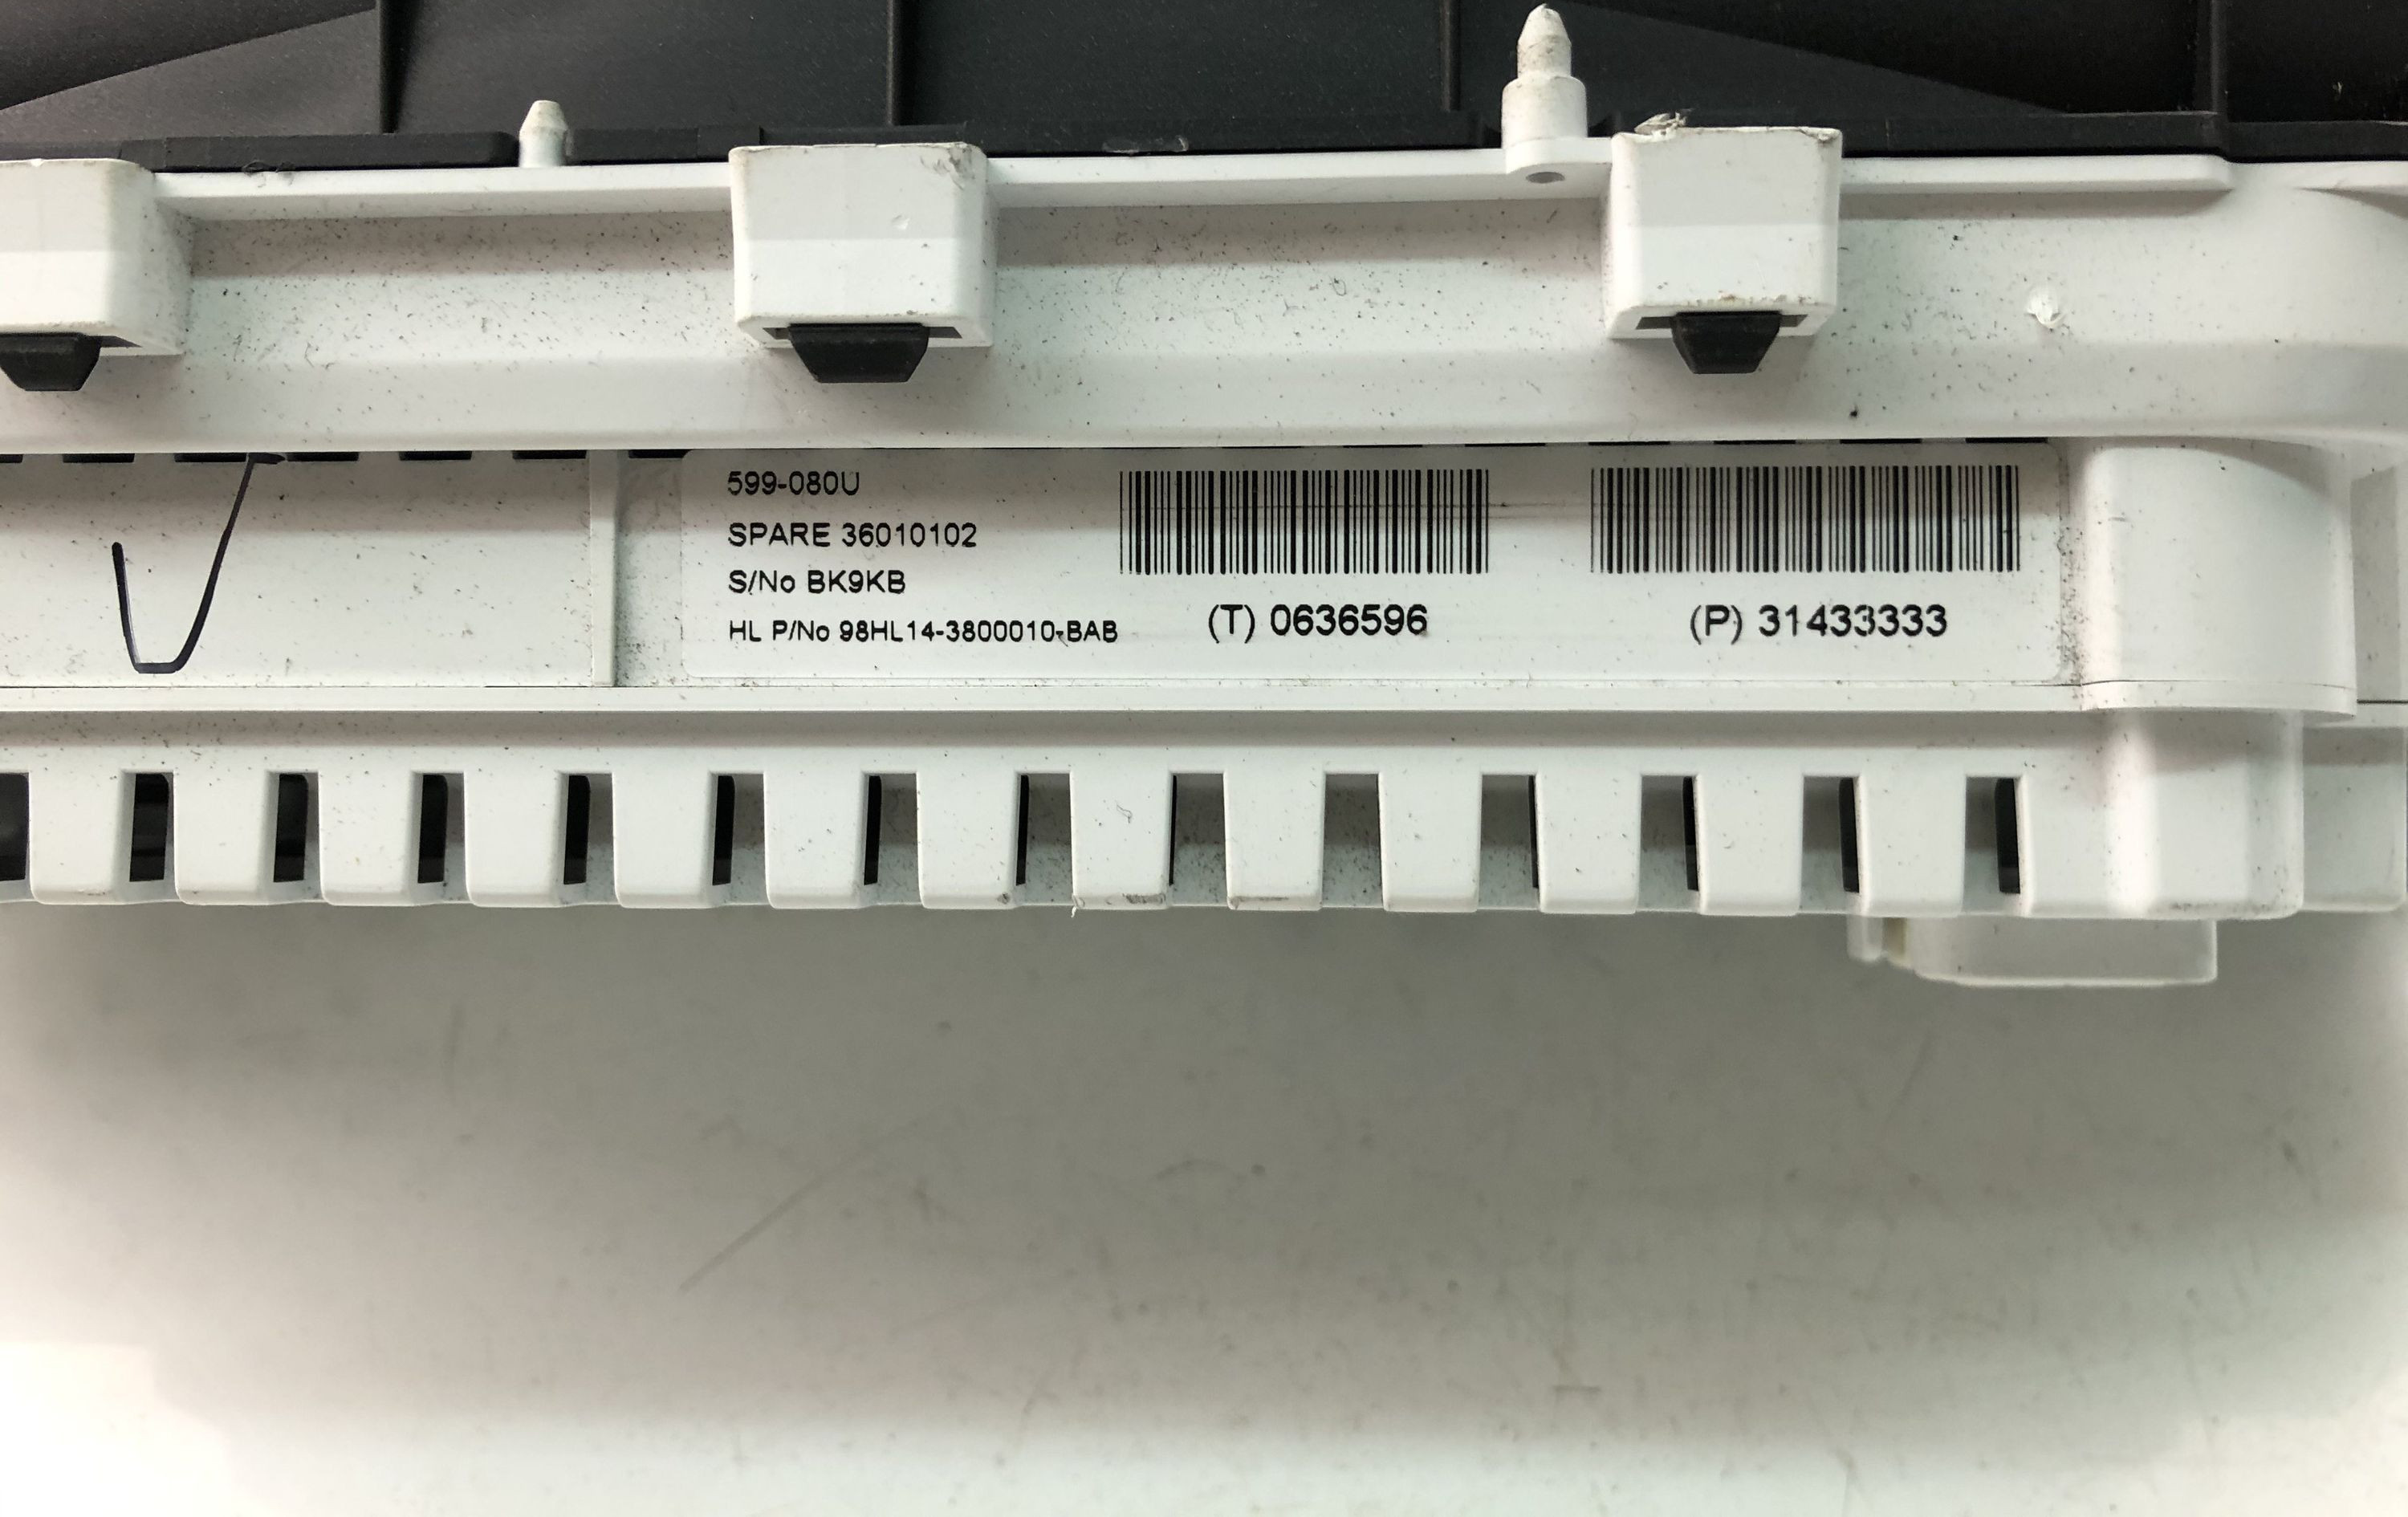 599-080U
SPARE 36010102
S/No BK9KB
HL P/No 98HL14-3800010-BAB
(T) 0636596
(P) 31433333